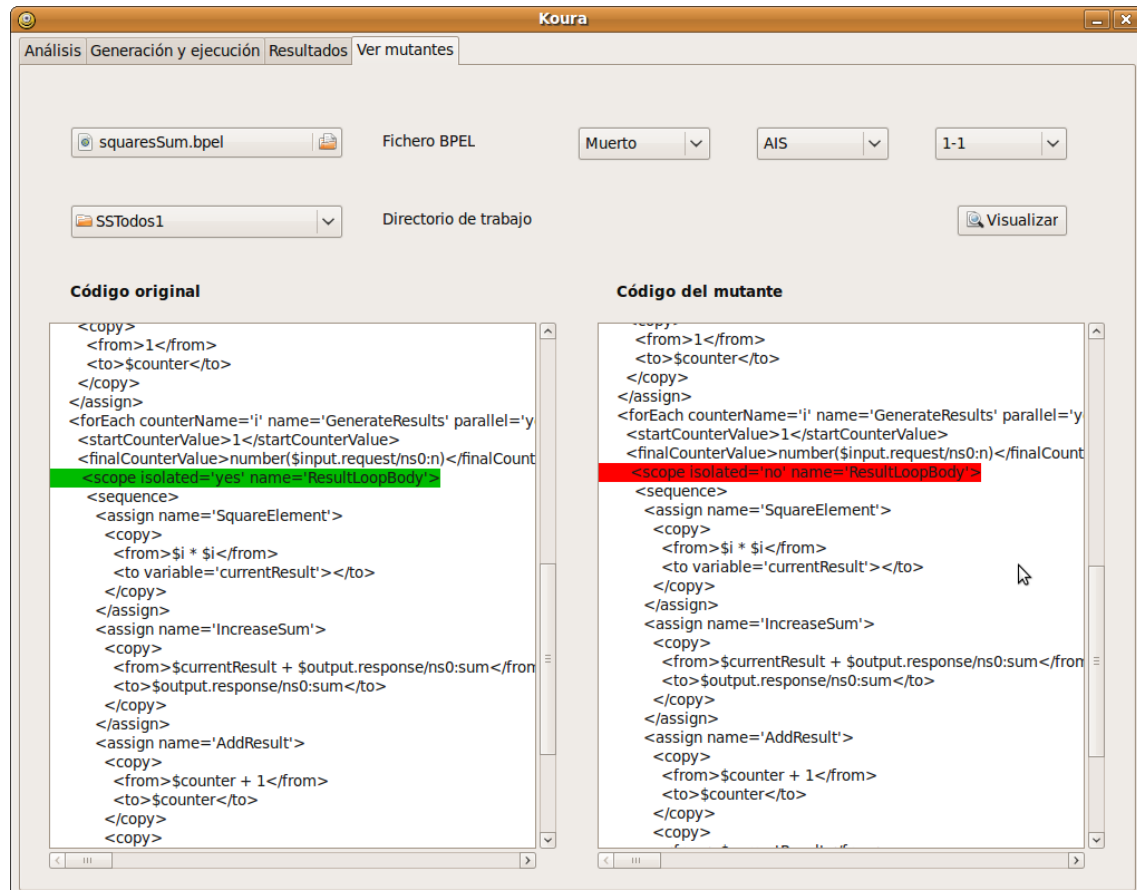 Koura
Análisis Generación y ejecución Resultados Ver mutantes
squaresSum.bpel Fichero BPEL Muerto AIS 1-1
SSTodos1 Directorio de trabajo Visualizar
Código original
<copy>
<from>1</from>
<to>$counter</to>
</copy>
</assign>
<forEach counterName='i' name='GenerateResults' parallel='y
<startCounterValue>1</startCounterValue>
<finalCounterValue>number($input.request/ns0:n)</finalCount
<scope isolated='yes' name='ResultLoopBody'>
<sequence>
<assign name='SquareElement'>
<copy>
<from>$i * $i</from>
<to variable='currentResult'></to>
</copy>
</assign>
<assign name='IncreaseSum'>
<copy>
<from>$currentResult + $output.response/ns0:sum</from
<to>$output.response/ns0:sum</to>
</copy>
</assign>
<assign name='AddResult'>
<copy>
<from>$counter + 1</from>
<to>$counter</to>
</copy>
<copy>
Código del mutante
<copy>
<from>1</from>
<to>$counter</to>
</copy>
</assign>
<forEach counterName='i' name='GenerateResults' parallel='y
<startCounterValue>1</startCounterValue>
<finalCounterValue>number($input.request/ns0:n)</finalCount
<scope isolated='no' name='ResultLoopBody'>
<sequence>
<assign name='SquareElement'>
<copy>
<from>$i * $i</from>
<to variable='currentResult'></to>
</copy>
</assign>
<assign name='IncreaseSum'>
<copy>
<from>$currentResult + $output.response/ns0:sum</from
<to>$output.response/ns0:sum</to>
</copy>
</assign>
<assign name='AddResult'>
<copy>
<from>$counter + 1</from>
<to>$counter</to>
</copy>
<copy>